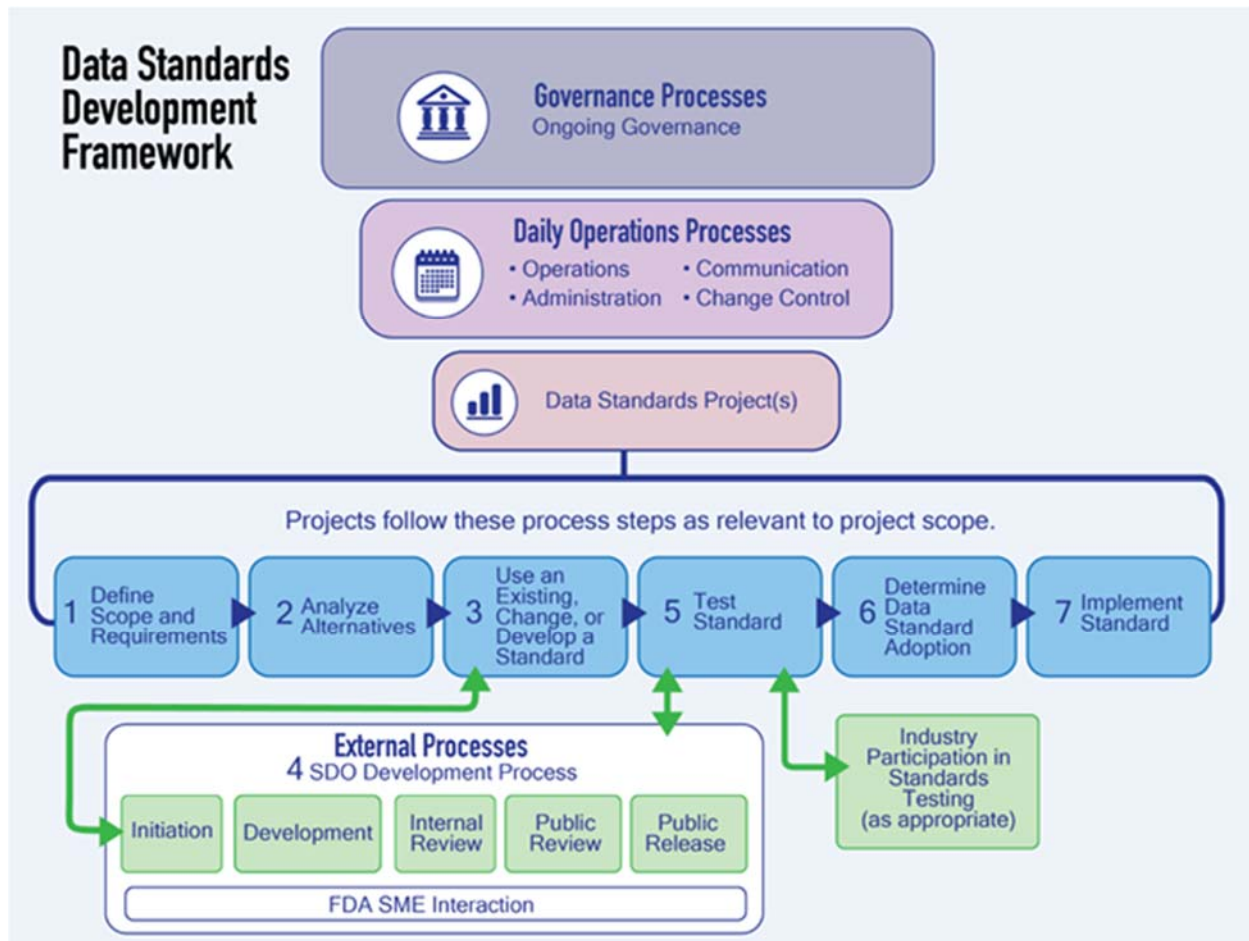 Data Standards
Development
Framework
Governance Processes
Ongoing Governance
Daily Operations Processes
• Operations
• Communication
• Administration
• Change Control
Data Standards Project(s)
Projects follow these process steps as relevant to project scope.
1 Define
Scope and
Requirements
2 Analyze
Alternatives
3 Use an
Existing,
Change, or
Develop a
Standard
5 Test
Standard
6 Determine
Data
Standard
Adoption
7 Implement
Standard
External Processes
4 SDO Development Process
Initiation
Development
Internal
Review
Public
Review
Public
Release
FDA SME Interaction
Industry
Participation in
Standards
Testing
(as appropriate)